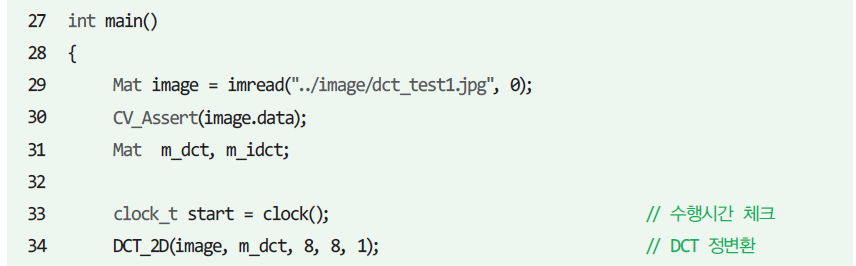 27 int main()
28 {
29 Mat image = imread("../image/dct_test1.jpg", 0);
30 CV_Assert(image.data);
31 Mat m_dct, m_idct;
32
33 clock_t start = clock(); // 수행시간 체크
34 DCT_2D(image, m_dct, 8, 8, 1); // DCT 정변환